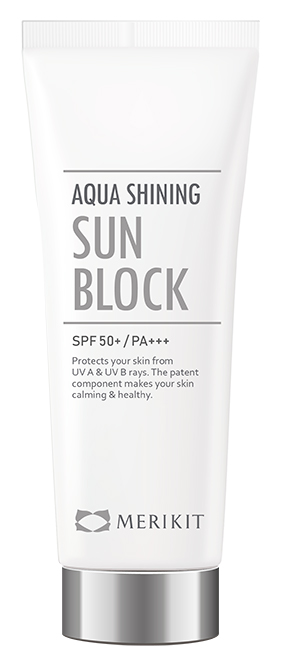 AQUA SHINING
SUN
BLOCK
SPF 50+ / PA+++
Protects your skin from
UV A & UV B rays. The patent
component makes your skin
calming & healthy.
MERIKIT